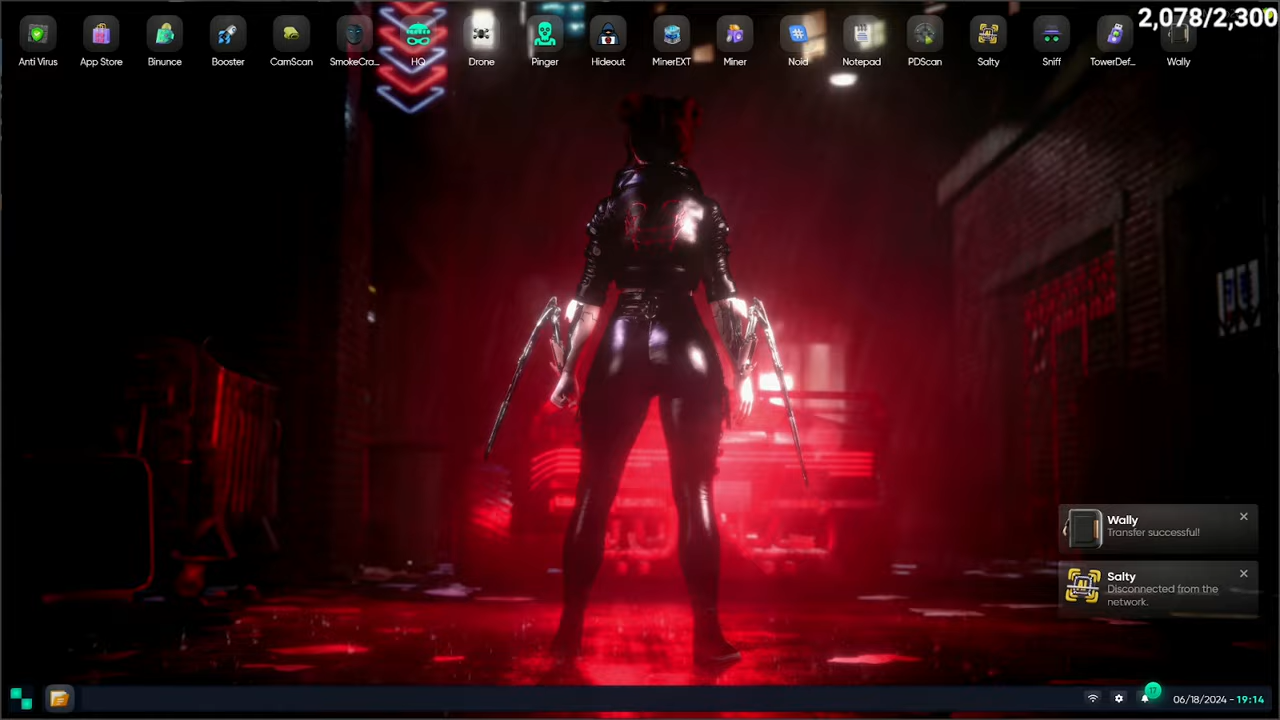 2,078/2,300
Anti Virus
App Store
Binunce
Booster
CamScan
SmokeCra...
HQ
Drone
Pinger
Hideout
MinerEXT
Miner
Noid
Notepad
PDScan
Salty
Sniff
TowerDef...
Wally
Wally
Transfer successful!
Salty
Disconnected from the
network.
17
06/18/2024 - 19:14